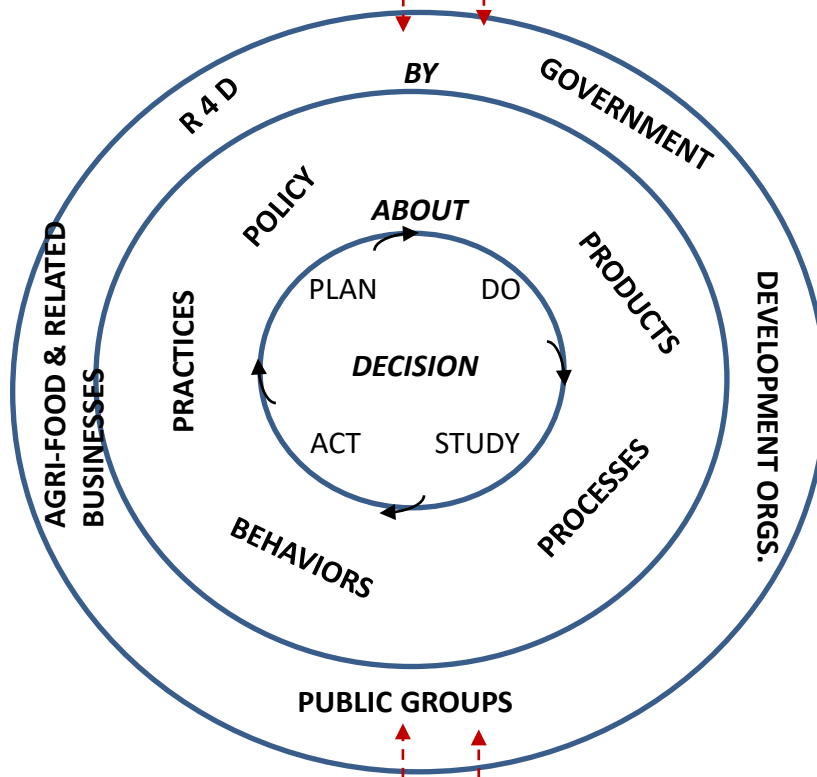 BY
R 4 D
GOVERNMENT
DEVELOPMENT ORGS.
PUBLIC GROUPS
AGRI-FOOD & RELATED
BUSINESSES
ABOUT
POLICY
PRODUCTS
PROCESSES
BEHAVIORS
PRACTICES
PLAN
DO
DECISION
ACT
STUDY